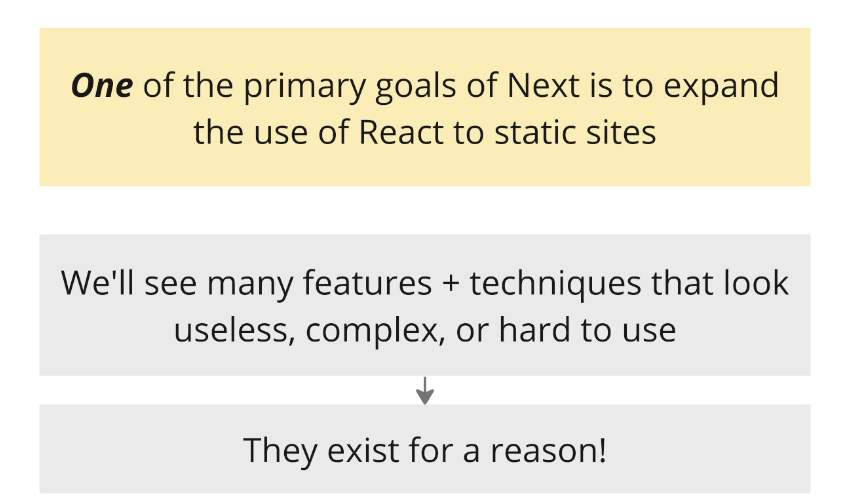 One of the primary goals of Next is to expand
the use of React to static sites
We'll see many features + techniques that look
useless, complex, or hard to use
They exist for a reason!